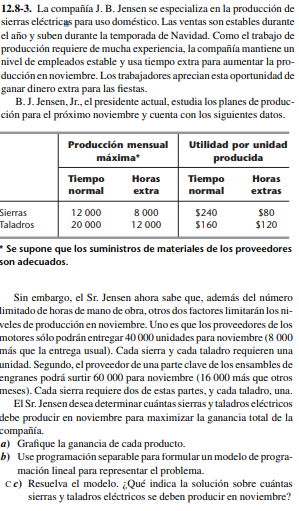 12.8-3. La compañía J. B. Jensen se especializa en la producción de
sierras eléctricas para uso doméstico. Las ventas son estables durante
el año y suben durante la temporada de Navidad. Como el trabajo de
producción requiere de mucha experiencia, la compañía mantiene un
nivel de empleados estable y usa tiempo extra para aumentar la pro-
ducción en noviembre. Los trabajadores aprecian esta oportunidad de
ganar dinero extra para las fiestas.
B. J. Jensen, Jr., el presidente actual, estudia los planes de produc-
ción para el próximo noviembre y cuenta con los siguientes datos.
Producción mensual máxima* Utilidad por unidad producida
Tiempo normal Horas extra Tiempo normal Horas extras
Sierras 12 000 8 000 $240 $80
Taladros 20 000 12 000 $160 $120
* Se supone que los suministros de materiales de los proveedores
son adecuados.
Sin embargo, el Sr. Jensen ahora sabe que, además del número
limitado de horas de mano de obra, otros dos factores limitarán los ni-
veles de producción en noviembre. Uno es que los proveedores de los
motores sólo podrán entregar 40 000 unidades para noviembre (8 000
más que la entrega usual). Cada sierra y cada taladro requieren una
unidad. Segundo, el proveedor de una parte clave de los ensambles de
engranes podrá surtir 60 000 para noviembre (16 000 más que otros
meses). Cada sierra requiere dos de estas partes, y cada taladro, una.
El Sr. Jensen desea determinar cuántas sierras y taladros eléctricos
debe producir en noviembre para maximizar la ganancia total de la
compañía.
a) Grafique la ganancia de cada producto.
b) Use programación separable para formular un modelo de progra-
mación lineal para representar el problema.
C c) Resuelva el modelo. ¿Qué indica la solución sobre cuántas
sierras y taladros eléctricos se deben producir en noviembre?